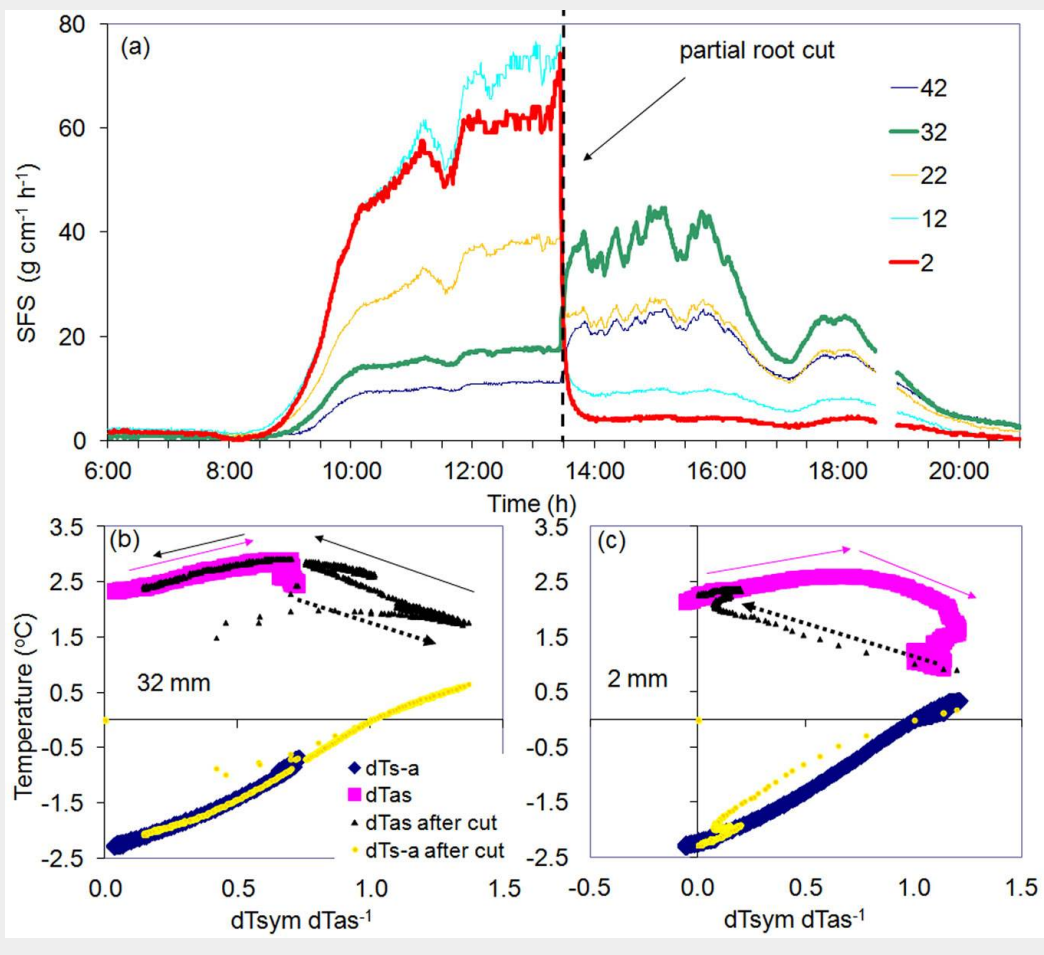 (a)
partial root cut
SFS (g cm⁻¹ h⁻¹)
80
60
40
20
0
42
32
22
12
2
6:00 8:00 10:00 12:00 14:00 16:00 18:00 20:00
Time (h)
(b)
32 mm
Temperature (°C)
3.5
2.5
1.5
0.5
-0.5
-1.5
-2.5
dTs-a
dTas
dTas after cut
dTs-a after cut
0.0 0.5 1.0 1.5
dTsym dTas⁻¹
(c)
2 mm
3.5
2.5
1.5
0.5
-0.5
-1.5
-2.5
-0.5 0.0 0.5 1.0 1.5
dTsym dTas⁻¹